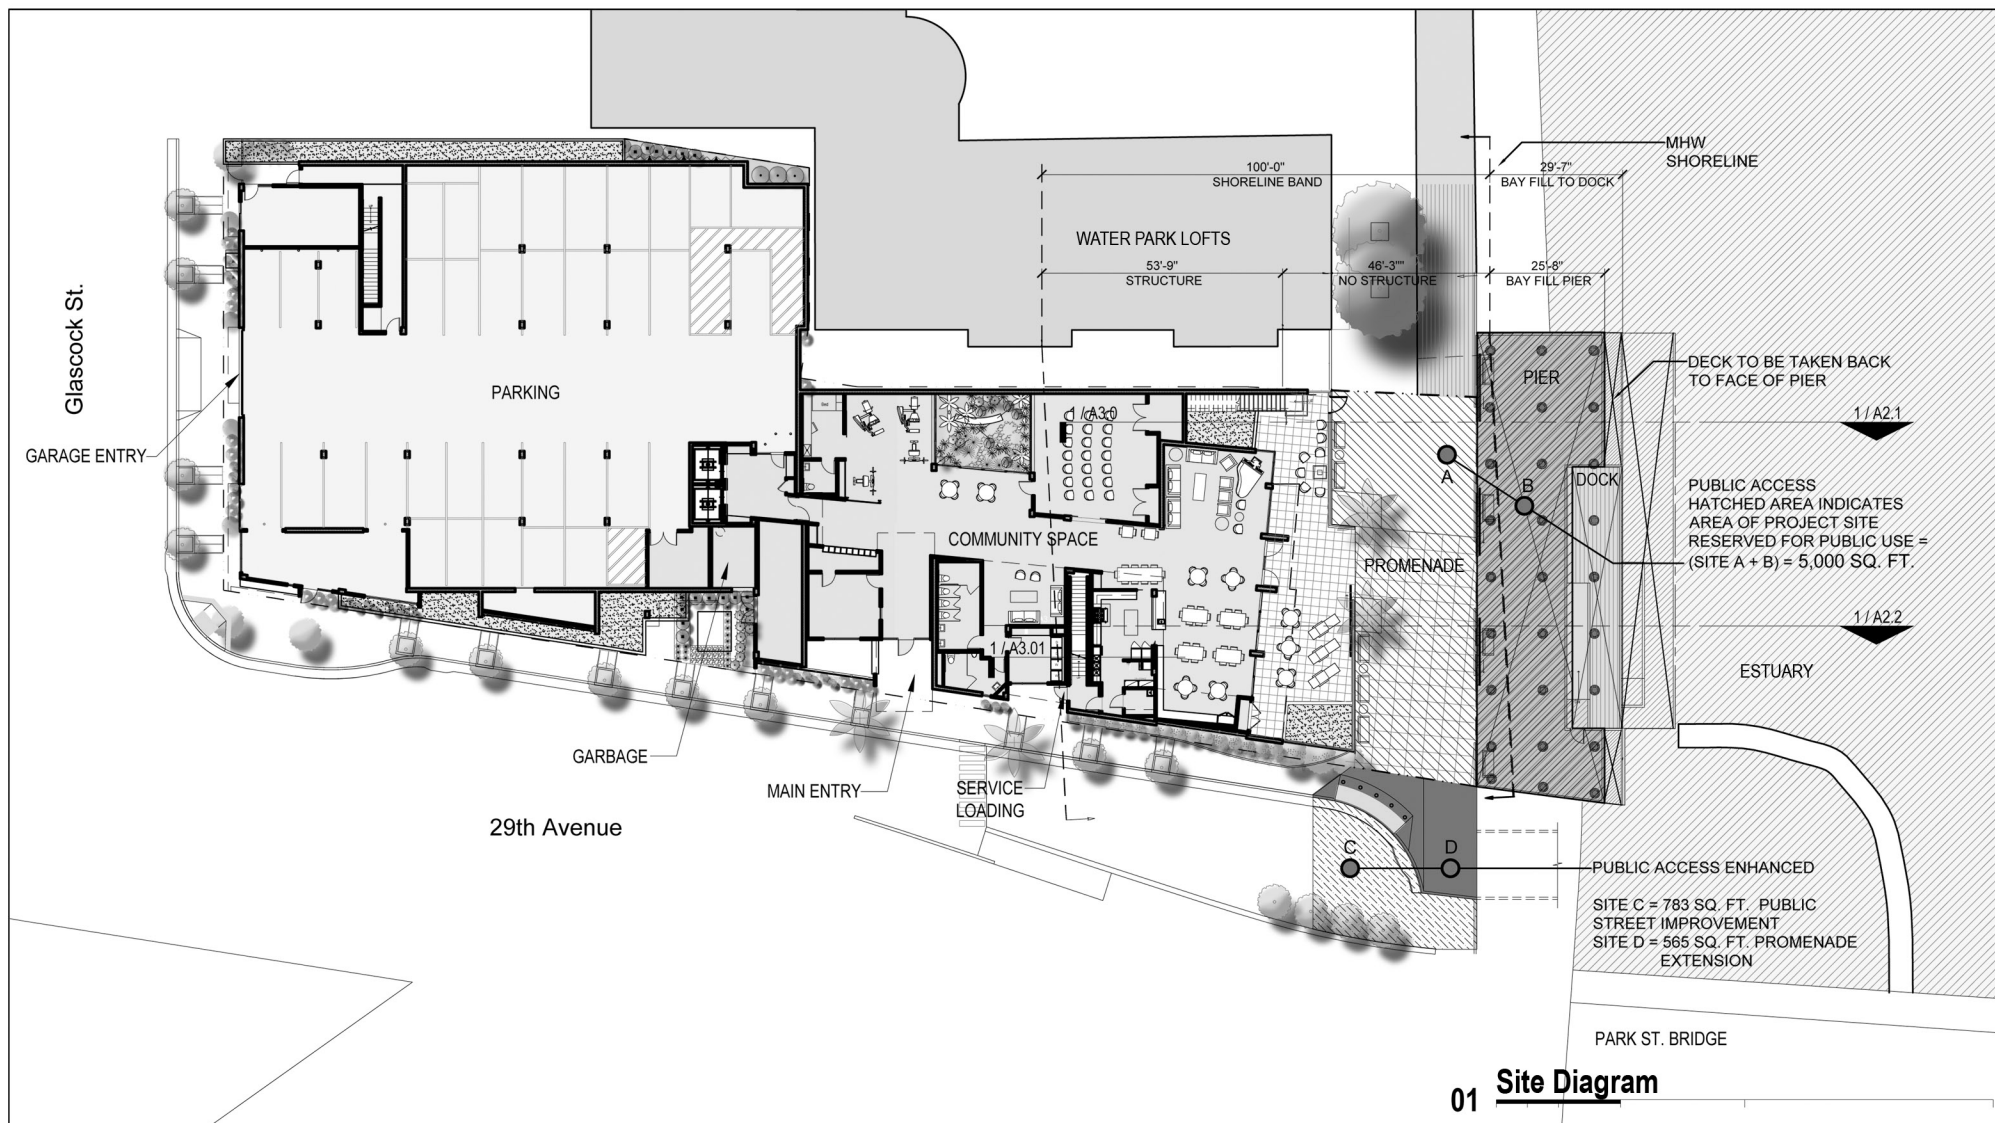 MHW
SHORELINE
100'-0"
SHORELINE BAND
29'-7"
BAY FILL TO DOCK
WATER PARK LOFTS
53'-9"
STRUCTURE
46'-3""
NO STRUCTURE
25'-8"
BAY FILL PIER
Glascock St.
GARAGE ENTRY
PARKING
PIER
DECK TO BE TAKEN BACK
TO FACE OF PIER
1 / A3.0
1 / A2.1
A
B
DOCK
PUBLIC ACCESS
HATCHED AREA INDICATES
AREA OF PROJECT SITE
RESERVED FOR PUBLIC USE =
(SITE A + B) = 5,000 SQ. FT.
COMMUNITY SPACE
PROMENADE
1 / A2.2
1 / A3.01
ESTUARY
GARBAGE
MAIN ENTRY
SERVICE
LOADING
29th Avenue
C
D
PUBLIC ACCESS ENHANCED
SITE C = 783 SQ. FT. PUBLIC
STREET IMPROVEMENT
SITE D = 565 SQ. FT. PROMENADE
EXTENSION
PARK ST. BRIDGE
01 Site Diagram